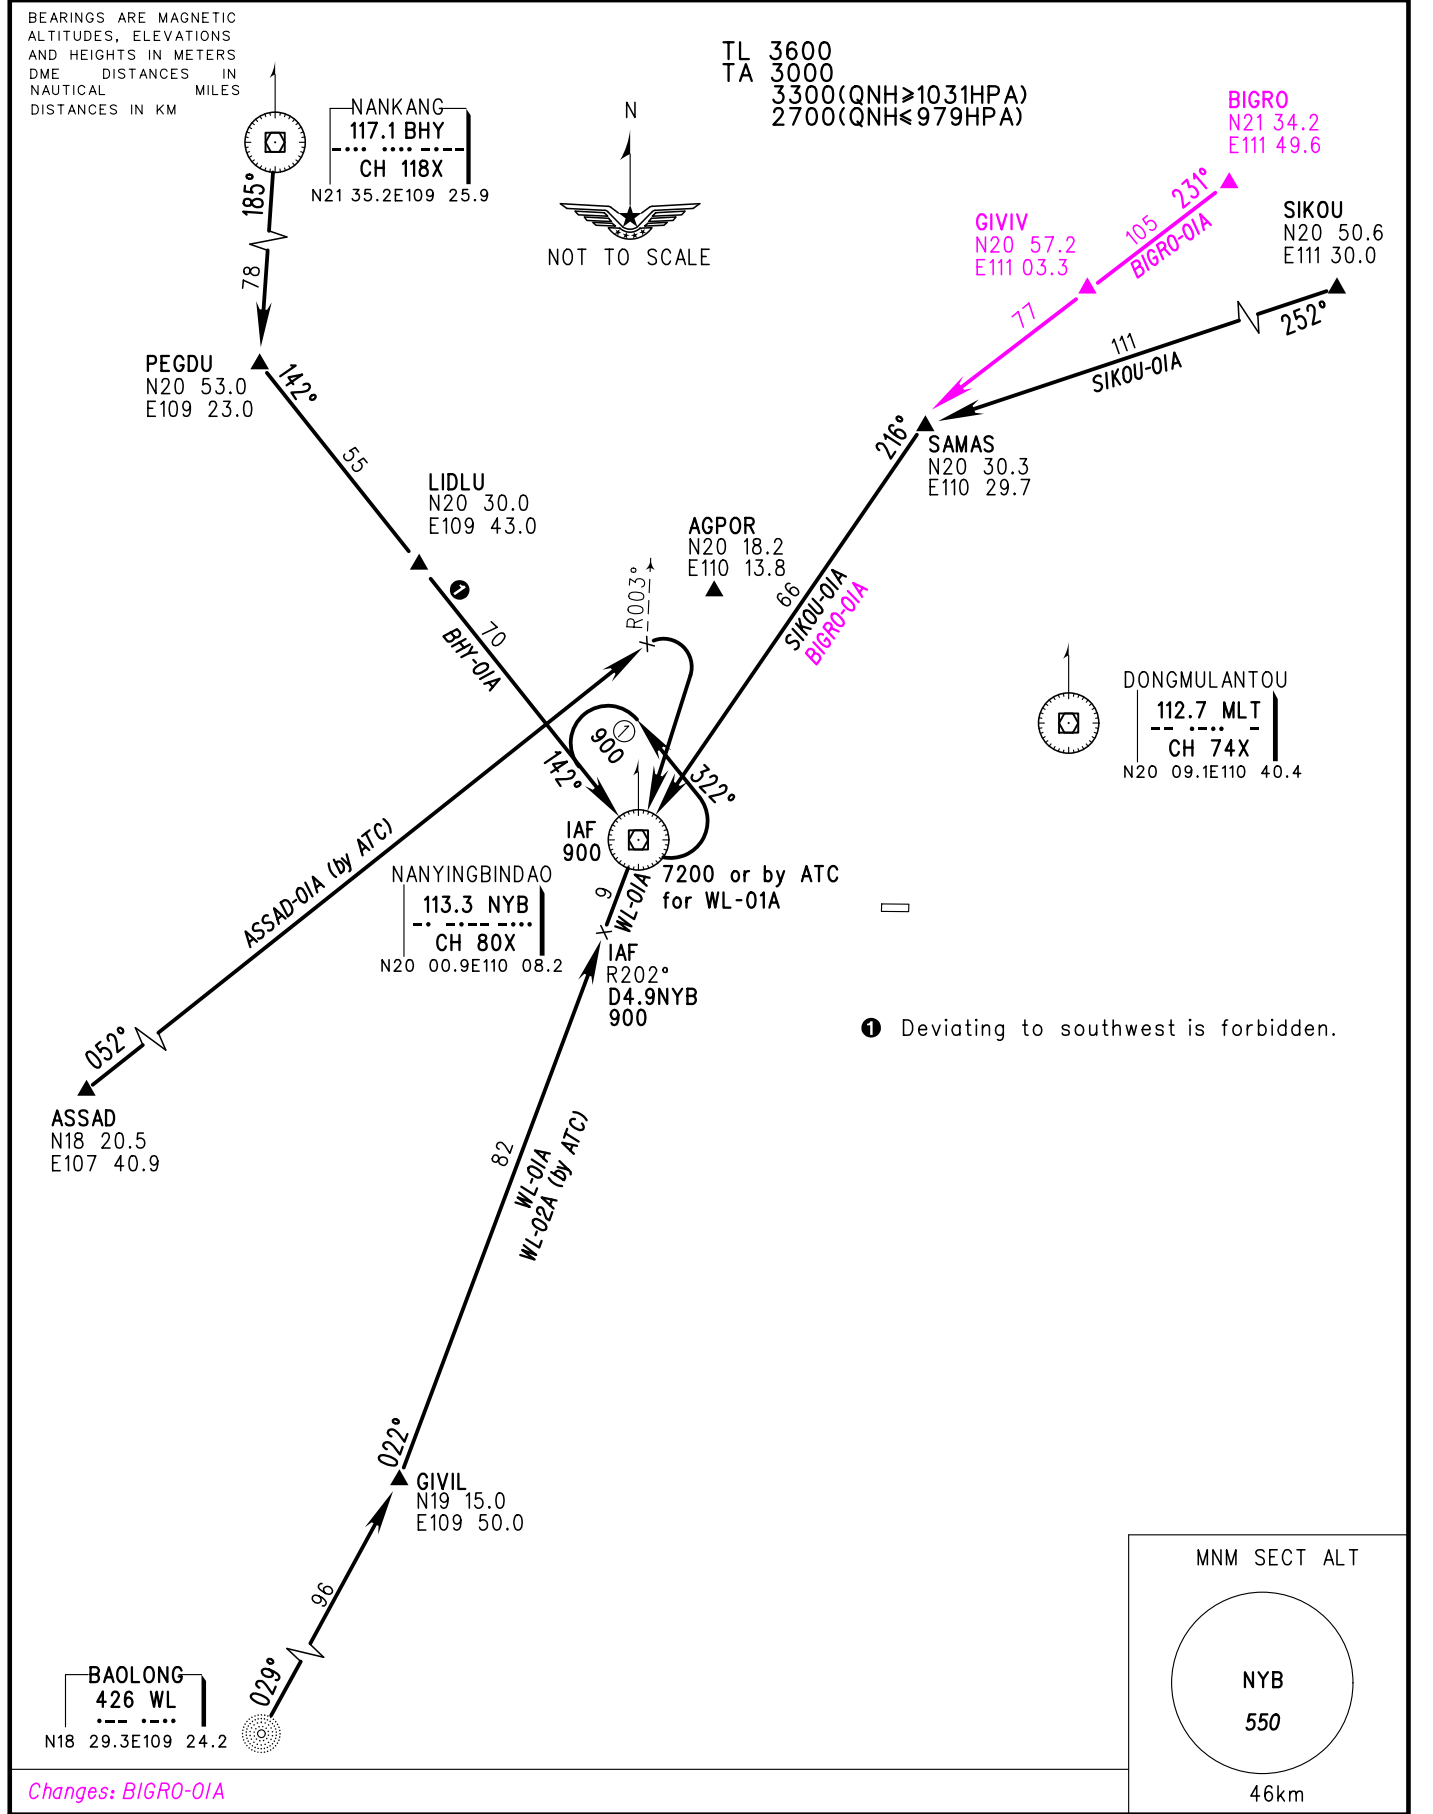 BEARINGS ARE MAGNETIC
ALTITUDES, ELEVATIONS
AND HEIGHTS IN METERS
DME DISTANCES IN
NAUTICAL MILES
DISTANCES IN KM
TL 3600
TA 3000
3300(QNH≥1031HPA)
2700(QNH≤979HPA)
NANKANG
117.1 BHY
CH 118X
N21 35.2E109 25.9
N
NOT TO SCALE
BIGRO
N21 34.2
E111 49.6
231°
105
BIGRO-01A
GIVIV
N20 57.2
E111 03.3
77
SIKOU
N20 50.6
E111 30.0
252°
111
SIKOU-01A
185°
78
PEGDU
N20 53.0
E109 23.0
142°
55
LIDLU
N20 30.0
E109 43.0
1
70
BHY-01A
142°
216°
SAMAS
N20 30.3
E110 29.7
66
SIKOU-01A
BIGRO-01A
AGPOR
N20 18.2
E110 13.8
R003°
1
900
322°
DONGMULANTOU
112.7 MLT
CH 74X
N20 09.1E110 40.4
IAF
900
7200 or by ATC
for WL-01A
NANYINGBINDAO
113.3 NYB
CH 80X
N20 00.9E110 08.2
9
WL-01A
IAF
R202°
D4.9NYB
900
1 Deviating to southwest is forbidden.
ASSAD-01A (by ATC)
052°
ASSAD
N18 20.5
E107 40.9
82
WL-01A
WL-02A (by ATC)
022°
GIVIL
N19 15.0
E109 50.0
96
029°
BAOLONG
426 WL
N18 29.3E109 24.2
MNM SECT ALT
NYB
550
46km
Changes: BIGRO-01A